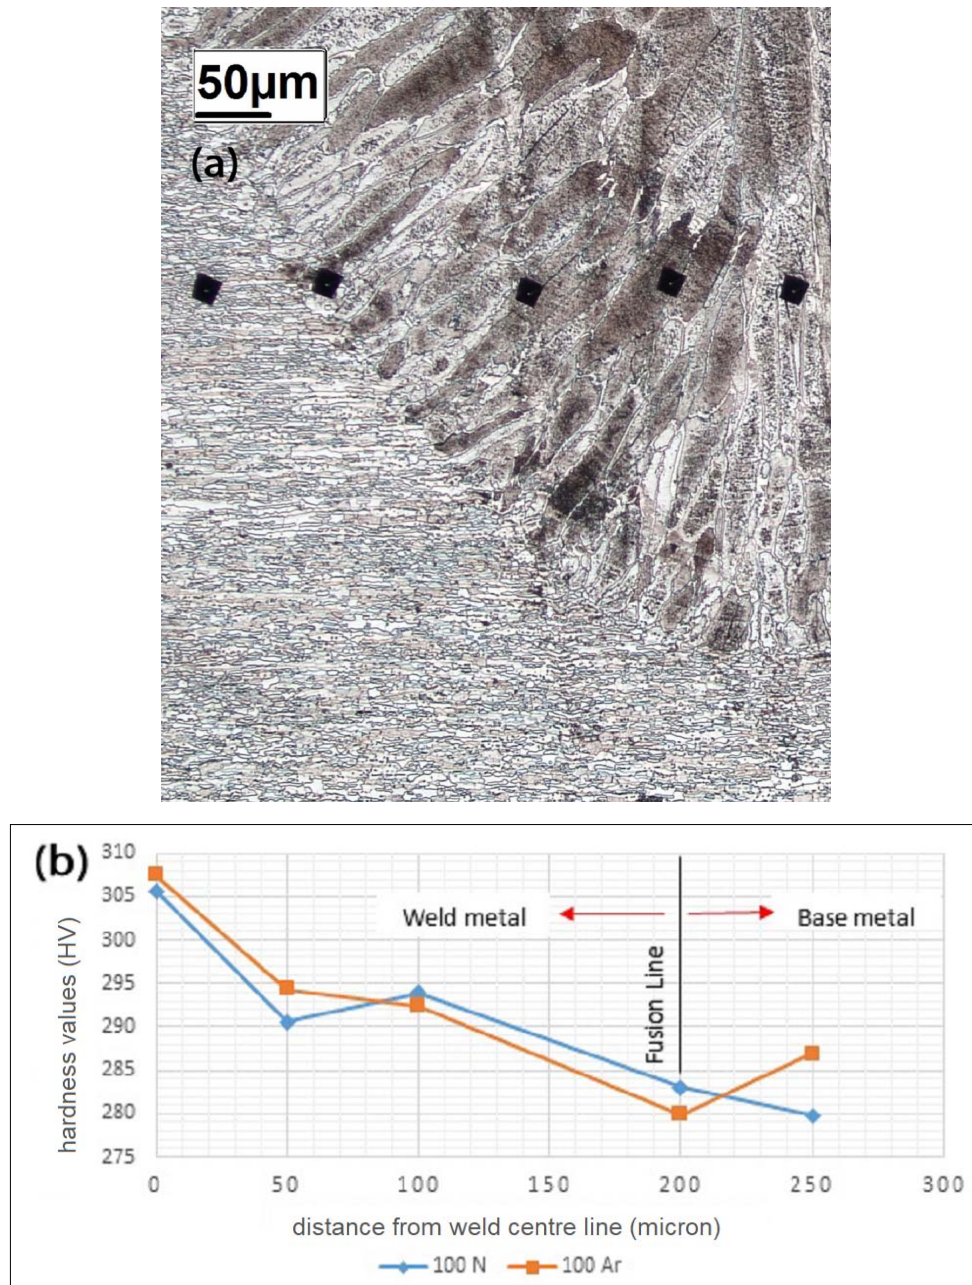 50µm
(a)
(b)
310
305
300
295
290
285
280
275
hardness values (HV)
Weld metal
Base metal
Fusion Line
0 50 100 150 200 250 300
distance from weld centre line (micron)
100 N 100 Ar